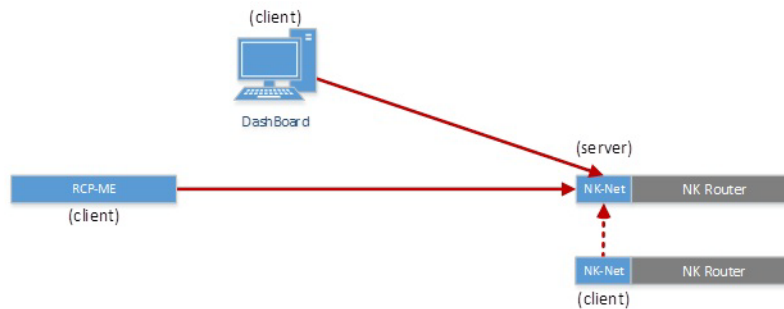 (client)
DashBoard
(server)
RCP-ME
NK-Net
NK Router
(client)
NK-Net
NK Router
(client)